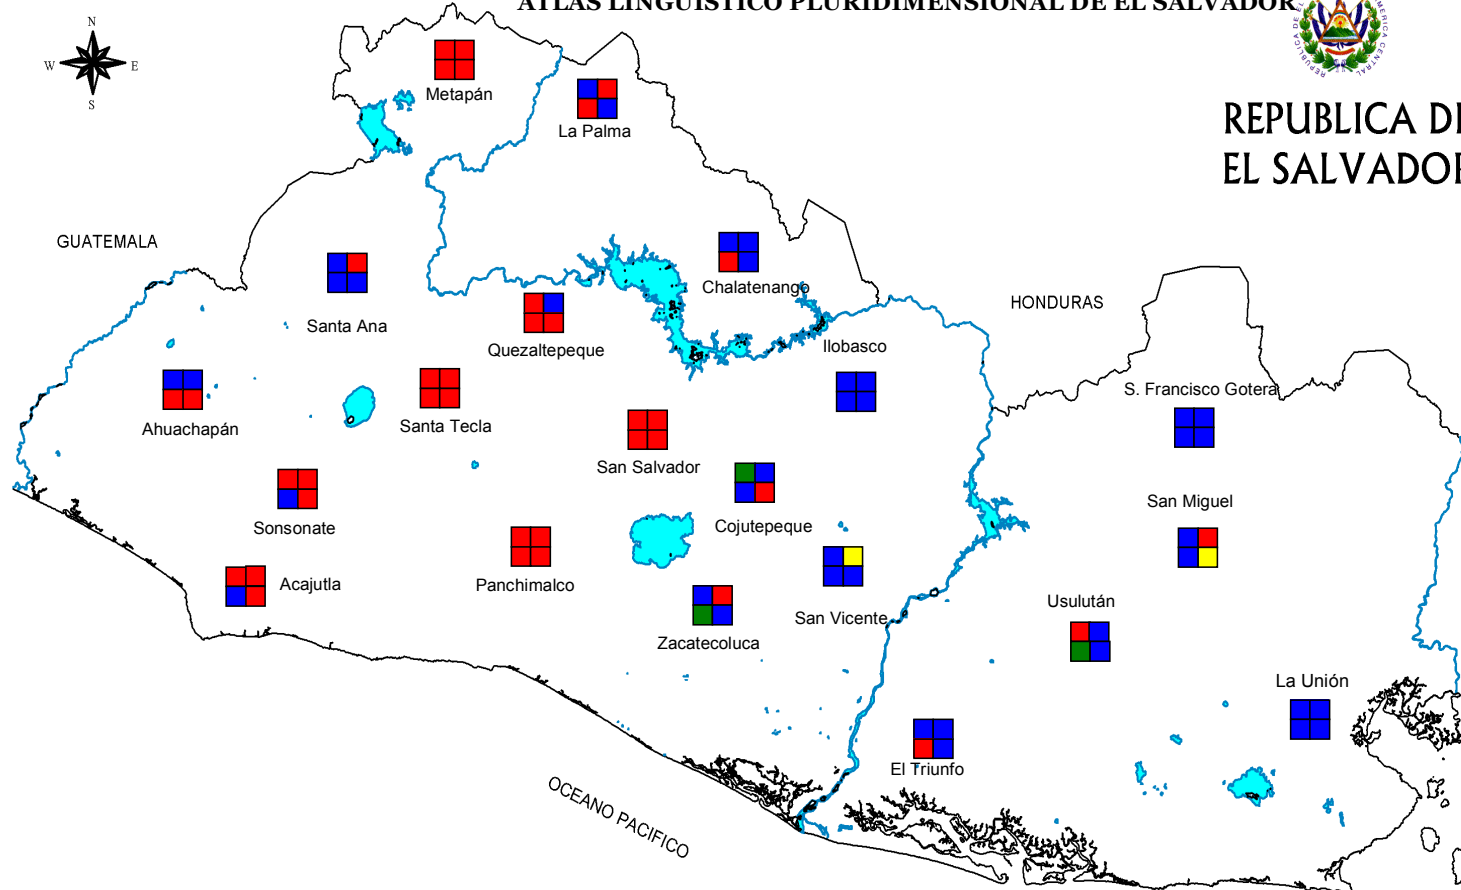 ATLAS LINGUISTICO PLURIDIMENSIONAL DE EL SALVADOR
N
W E
S
REPUBLICA DE
EL SALVADOR
Metapán
La Palma
GUATEMALA
Chalatenango
HONDURAS
Santa Ana
Quezaltepeque
Ilobasco
S. Francisco Gotera
Ahuachapán
Santa Tecla
San Salvador
San Miguel
Sonsonate
Cojutepeque
Acajutla
Panchimalco
Usulután
San Vicente
Zacatecoluca
La Unión
El Triunfo
OCEANO PACIFICO